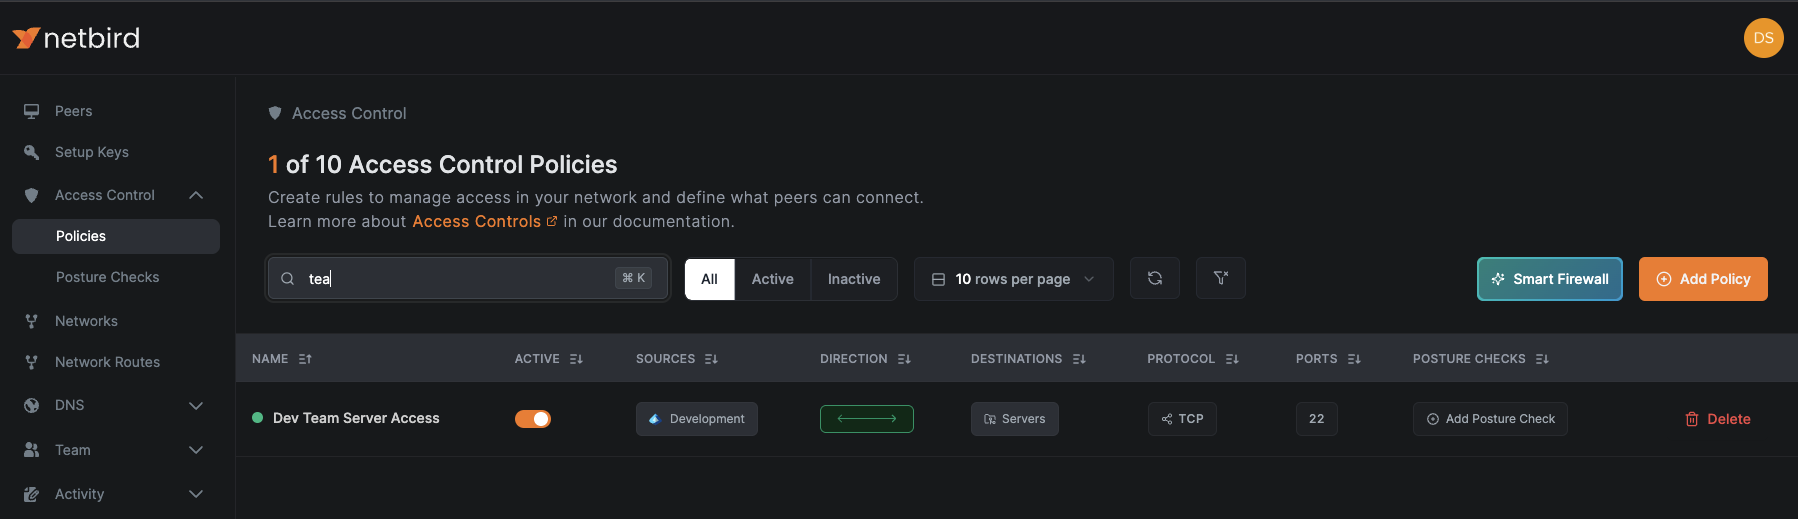 netbird
DS
Peers
Setup Keys
Access Control
Policies
Posture Checks
Networks
Network Routes
DNS
Team
Activity
Access Control
1 of 10 Access Control Policies
Create rules to manage access in your network and define what peers can connect.
Learn more about Access Controls in our documentation.
tea ⌘ K All Active Inactive 10 rows per page Smart Firewall Add Policy
NAME ACTIVE SOURCES DIRECTION DESTINATIONS PROTOCOL PORTS POSTURE CHECKS
Dev Team Server Access Development Servers TCP 22 Add Posture Check Delete